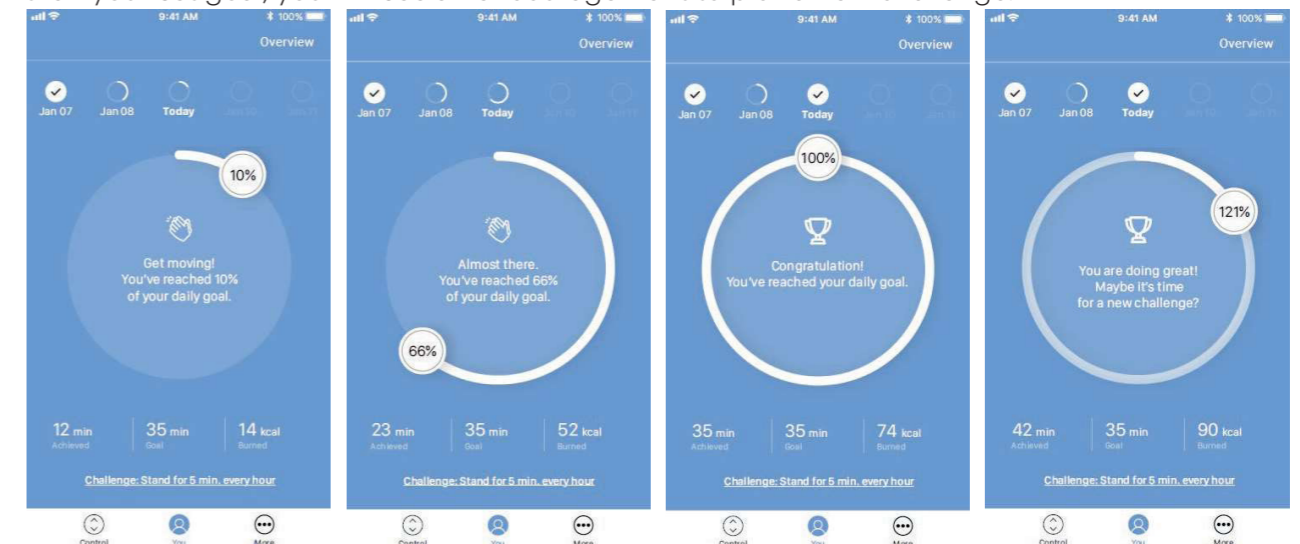 9:41 AM 100%
Overview
Jan 07 Jan 08 Today
10%
Get moving!
You've reached 10%
of your daily goal.
12 min 35 min 14 kcal
Achieved Goal Burned
Challenge: Stand for 5 min. every hour
Control You More
9:41 AM 100%
Overview
Jan 07 Jan 08 Today
Almost there.
You've reached 66%
of your daily goal.
66%
23 min 35 min 52 kcal
Achieved Goal Burned
Challenge: Stand for 5 min. every hour
Control You More
9:41 AM 100%
Overview
Jan 07 Jan 08 Today
100%
Congratulation!
You've reached your daily goal.
35 min 35 min 74 kcal
Achieved Goal Burned
Challenge: Stand for 5 min. every hour
Control You More
9:41 AM 100%
Overview
Jan 07 Jan 08 Today
121%
You are doing great!
Maybe it's time
for a new challenge?
42 min 35 min 90 kcal
Achieved Goal Burned
Challenge: Stand for 5 min. every hour
Control You More